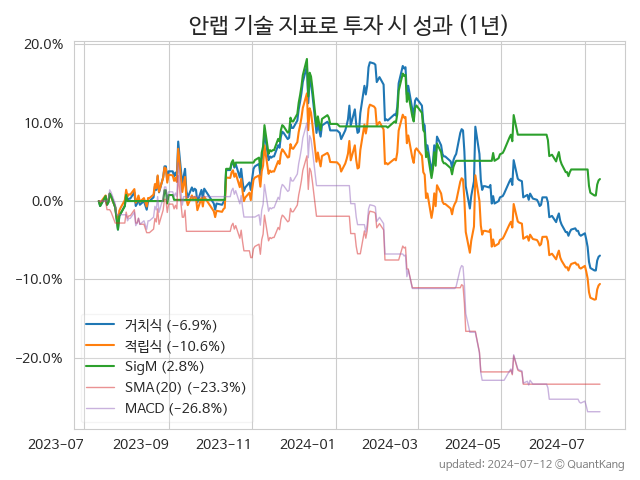 안랩 기술 지표로 투자 시 성과 (1년)
20.0%
10.0%
0.0%
−10.0%
−20.0%
거치식 (−6.9%)
적립식 (−10.6%)
SigM (2.8%)
SMA(20) (−23.3%)
MACD (−26.8%)
2023-07 2023-09 2023-11 2024-01 2024-03 2024-05 2024-07
updated: 2024-07-12 © QuantKang